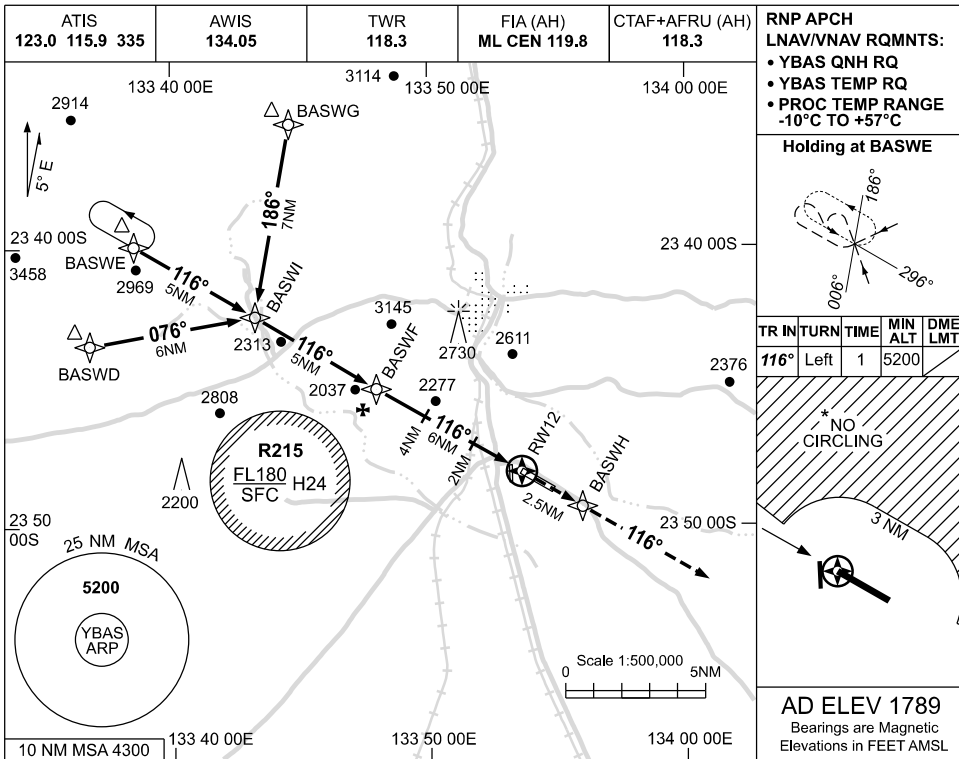 ATIS
123.0 115.9 335
AWIS
134.05
TWR
118.3
FIA (AH)
ML CEN 119.8
CTAF+AFRU (AH)
118.3
RNP APCH
LNAV/VNAV RQMNTS:
• YBAS QNH RQ
• YBAS TEMP RQ
• PROC TEMP RANGE
-10°C TO +57°C
133 40 00E
133 50 00E
134 00 00E
3114
2914
BASWG
5° E
186°
7NM
23 40 00S
23 40 00S
3458
BASWE
2969
116°
5NM
BASWI
076°
6NM
BASWD
2313
3145
116°
5NM
BASWF
2730
2611
2376
2037
2277
2808
4NM
116°
6NM
2NM
RW12
BASWH
2.5NM
116°
R215
FL180
SFC
H24
2200
23 50
00S
23 50 00S
25 NM MSA
5200
YBAS
ARP
Scale 1:500,000
0
5NM
10 NM MSA 4300
133 40 00E
133 50 00E
134 00 00E
Holding at BASWE
186°
296°
006°
TR IN
TURN
TIME
MIN
ALT
DME
LMT
116°
Left
1
5200
*NO
CIRCLING
3 NM
AD ELEV 1789
Bearings are Magnetic
Elevations in FEET AMSL